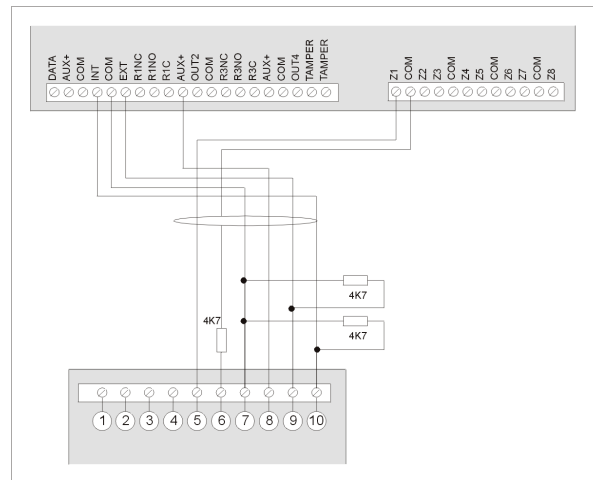 DATA AUX+ COM INT COM EXT R1NC R1NO R1C AUX+ OUT2 COM R3NC R3NO R3C AUX+ COM OUT4 TAMPER TAMPER
Z1 COM Z2 Z3 COM Z4 Z5 COM Z6 Z7 COM Z8
4K7
4K7
4K7
1 2 3 4 5 6 7 8 9 10